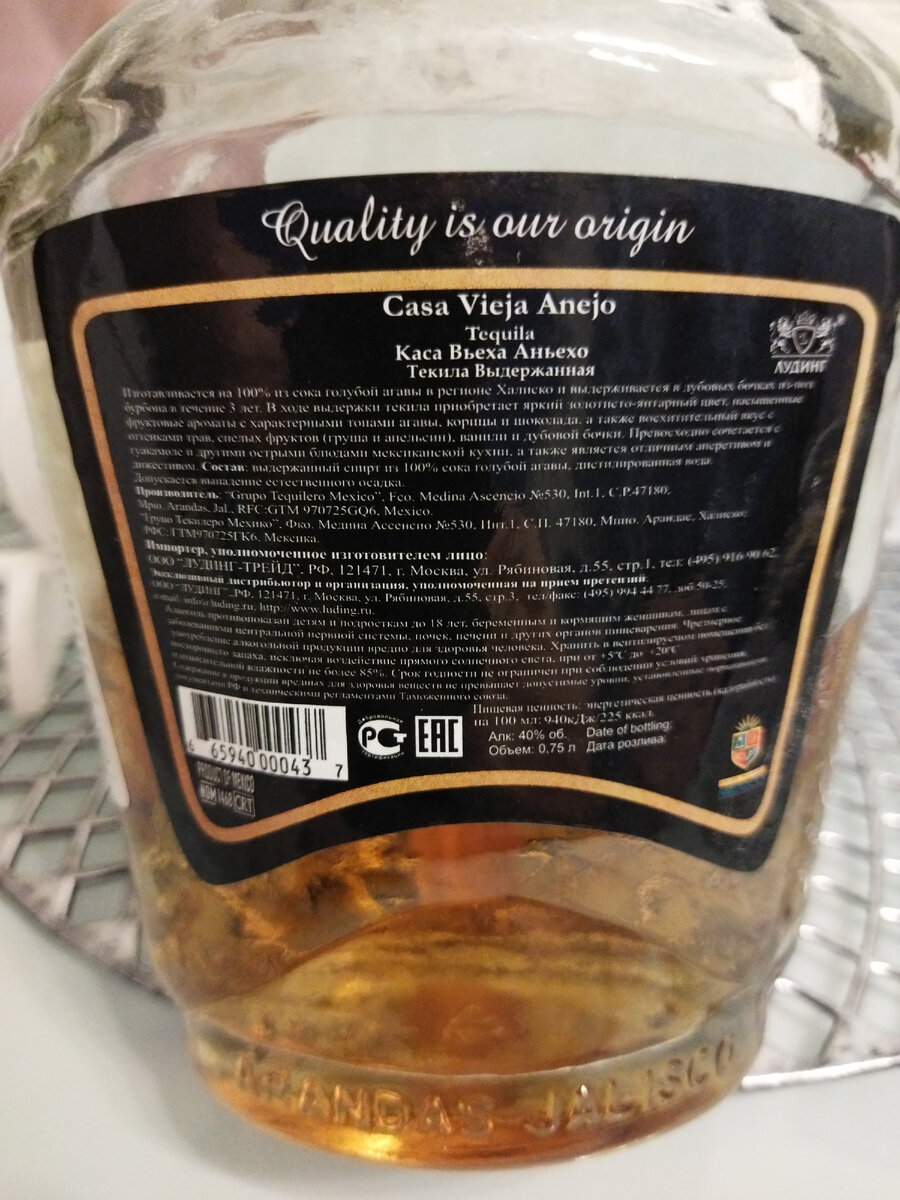 Quality is our origin
Casa Vieja Anejo
Tequila
Каса Вьеха Аньехо
Текила Выдержанная
ЛУДИНГ
Изготавливается на 100% из сока голубой агавы в регионе Халиско и выдерживается в дубовых бочках из-под
бурбона в течение 3 лет. В ходе выдержки текила приобретает яркий золотисто-янтарный цвет, насыщенные
фруктовые ароматы с характерными тонами агавы, корицы и шоколада, а также восхитительный вкус с
оттенками трав, спелых фруктов (груша и апельсин), ванили и дубовой бочки. Превосходно сочетается с
гуакамоле и другими острыми блюдами мексиканской кухни, а также является отличным аперитивом и
дижестивом. Состав: выдержанный спирт из 100% сока голубой агавы, дистилированная вода.
Допускается выпадение естественного осадка.
Производитель: "Grupo Tequilero Mexico", Fco. Medina Ascencio №530, Int.1, C.P.47180,
Mpio. Arandas, Jal., RFC:GTM 970725GQ6, Mexico.
"Групо Текилеро Мехико", Фко. Медина Ассенсио №530, Инт.1, С.П. 47180, Мпио. Арандас, Халиско,
РФС: ГТМ970725ГК6, Мексика.
Импортер, уполномоченное изготовителем лицо:
ООО "ЛУДИНГ-ТРЕЙД", РФ, 121471, г. Москва, ул. Рябиновая, д.55, стр.1, тел: (495) 916 90 62.
Эксклюзивный дистрибьютор и организация, уполномоченная на прием претензий:
ООО "ЛУДИНГ", РФ, 121471, г. Москва, ул. Рябиновая, д.55, стр.3, тел/факс: (495) 994 44 77, доб.50-25.
e-mail: info@luding.ru, http://www.luding.ru.
Алкоголь противопоказан детям и подросткам до 18 лет, беременным и кормящим женщинам, лицам с
заболеваниями центральной нервной системы, почек, печени и других органов пищеварения. Чрезмерное
употребление алкогольной продукции вредно для здоровья человека. Хранить в вентилируемом помещении без
постороннего запаха, исключая воздействие прямого солнечного света, при от +5°С до +20°С
и относительной влажности не более 85%. Срок годности не ограничен при соблюдении условий хранения.
Содержание в продукции вредных для здоровья веществ не превышает допустимые уровни, установленные нормативными
документами РФ и техническими регламентами Таможенного союза.
Пищевая ценность: энергетическая ценность (калорийность)
на 100 мл: 940кДж/225 ккал.
Алк: 40% об. Date of bottling:
Объем: 0,75 л Дата розлива:
6 65940 00043 7
Добровольная
РСТ
сертификация
EAC
PRODUCT OF MEXICO
NOM 1468 CRT
ARANDAS JALISCO